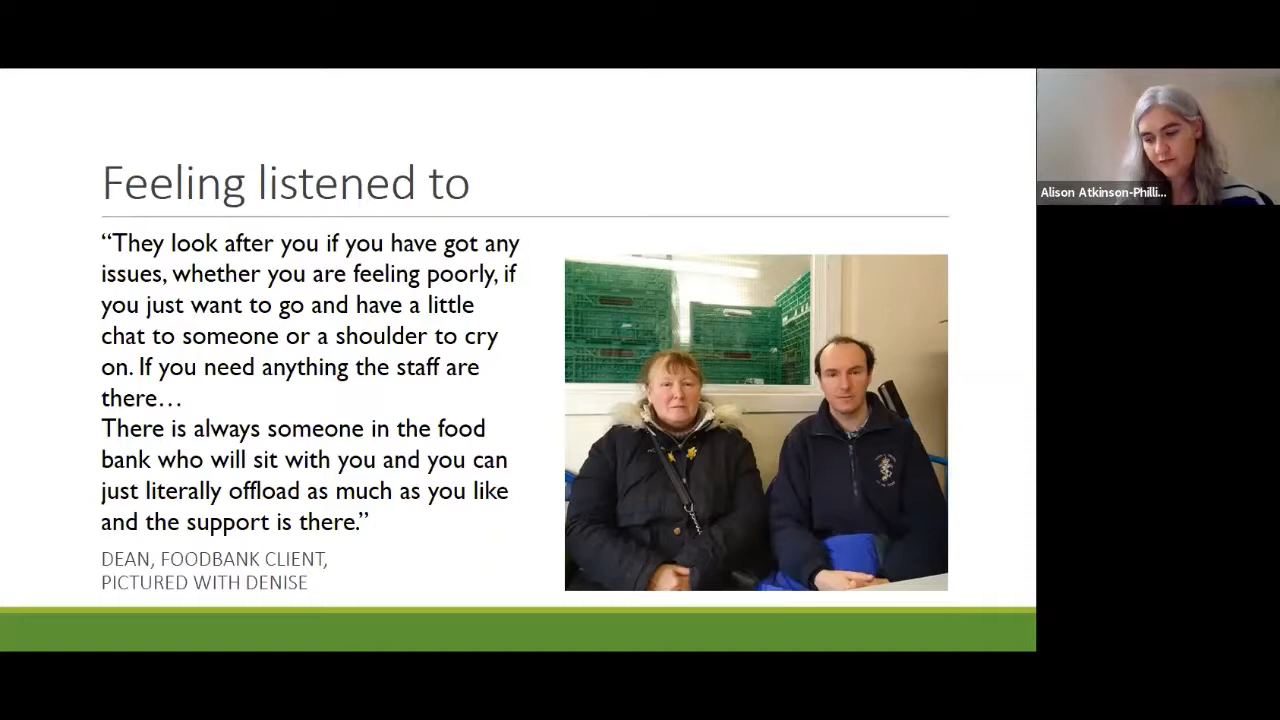 Feeling listened to
“They look after you if you have got any
issues, whether you are feeling poorly, if
you just want to go and have a little
chat to someone or a shoulder to cry
on. If you need anything the staff are
there…
There is always someone in the food
bank who will sit with you and you can
just literally offload as much as you like
and the support is there.”
DEAN, FOODBANK CLIENT,
PICTURED WITH DENISE
Alison Atkinson-Philli...